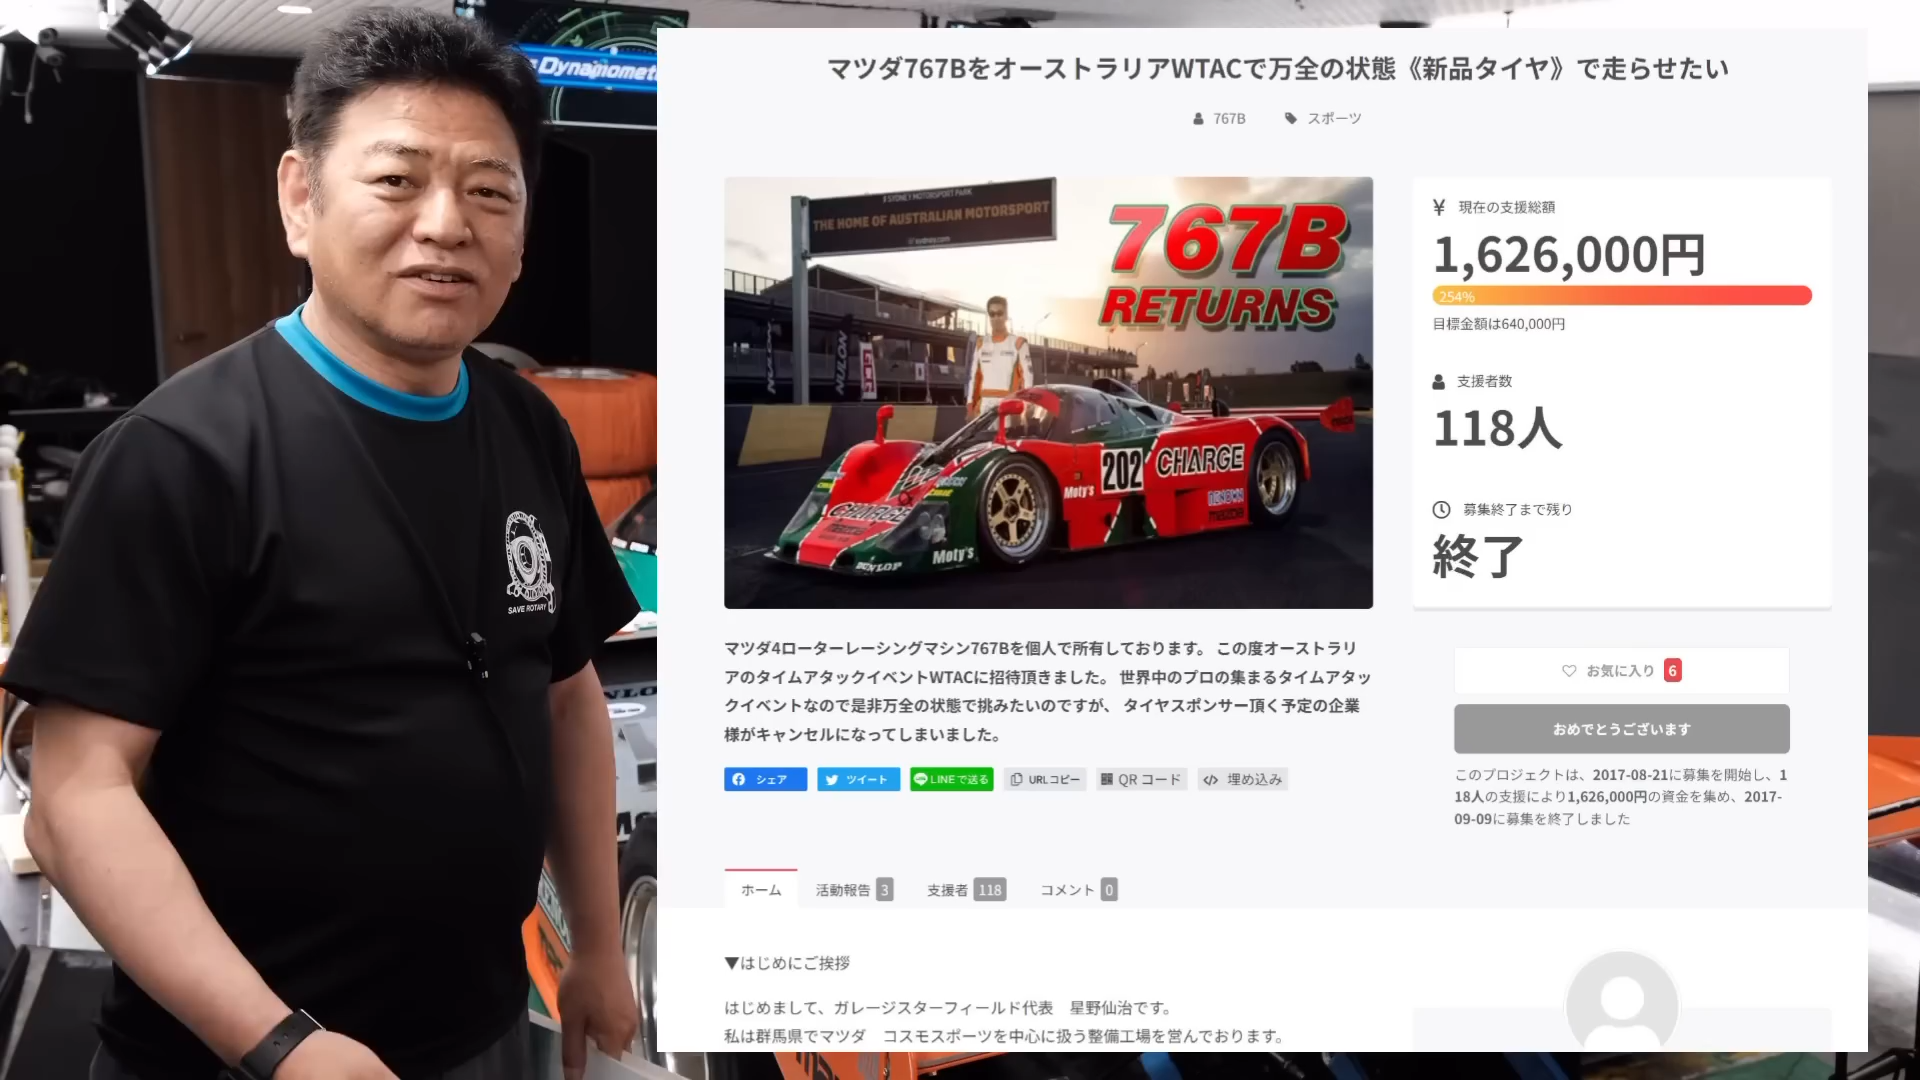 Dynamomet
マツダ767BをオーストラリアWTACで万全の状態《新品タイヤ》で走らせたい
767B スポーツ
SYDNEY MOTORSPORT PARK
THE HOME OF AUSTRALIAN MOTORSPORT
767B
RETURNS
NULON
NULON
202
CHARGE
Moty's
RENOWN
mazda
CHARGE
Moty's
DUNLOP
¥ 現在の支援総額
1,626,000円
254%
目標金額は640,000円
支援者数
118人
募集終了まで残り
終了
SAVE ROTARY
マツダ4ローターレーシングマシン767Bを個人で所有しております。 この度オーストラリ
アのタイムアタックイベントWTACに招待頂きました。 世界中のプロの集まるタイムアタッ
クイベントなので是非万全の状態で挑みたいのですが、 タイヤスポンサー頂く予定の企業
様がキャンセルになってしまいました。
シェア ツイート LINEで送る URLコピー QRコード 埋め込み
お気に入り 6
おめでとうございます
このプロジェクトは、2017-08-21に募集を開始し、1
18人の支援により1,626,000円の資金を集め、2017-
09-09に募集を終了しました
ホーム 活動報告 3 支援者 118 コメント 0
▼はじめにご挨拶
はじめまして、ガレージスターフィールド代表　星野仙治です。
私は群馬県でマツダ　コスモスポーツを中心に扱う整備工場を営んでおります。